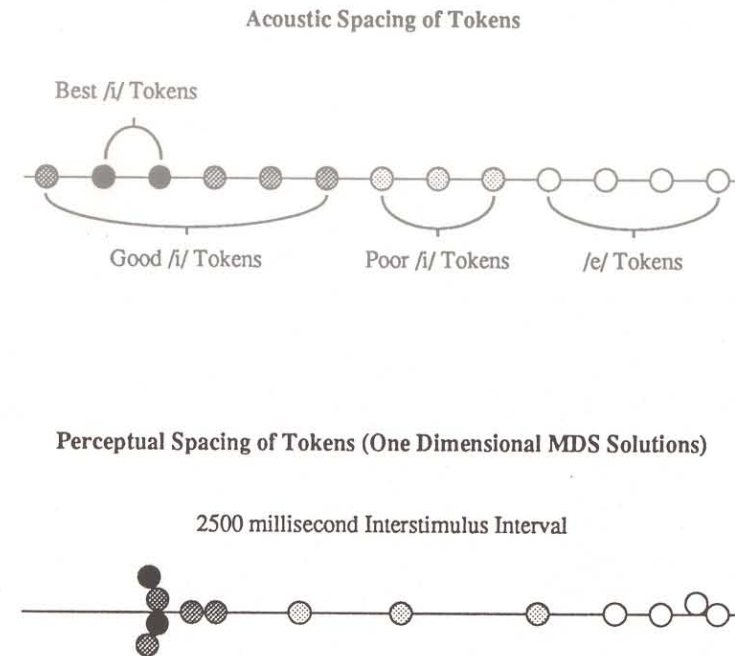 Acoustic Spacing of Tokens
Best /i/ Tokens
Good /i/ Tokens
Poor /i/ Tokens
/e/ Tokens
Perceptual Spacing of Tokens (One Dimensional MDS Solutions)
2500 millisecond Interstimulus Interval